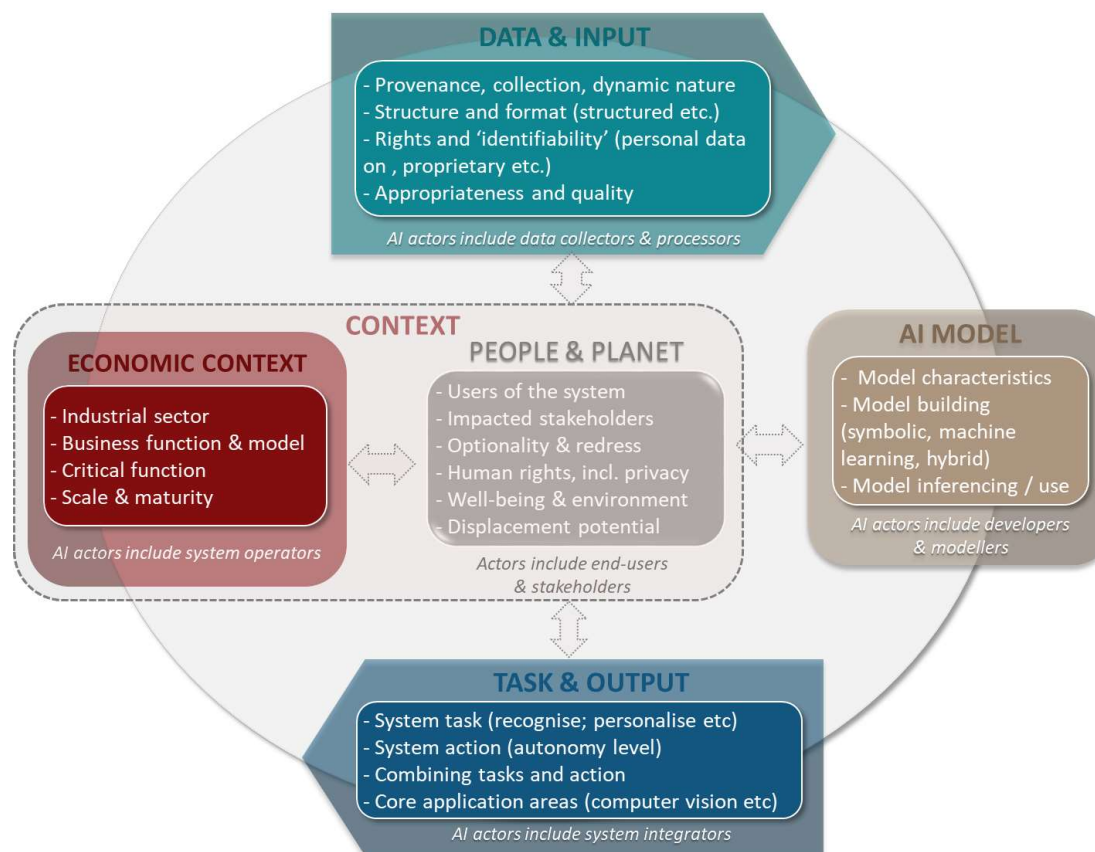 DATA & INPUT
- Provenance, collection, dynamic nature
- Structure and format (structured etc.)
- Rights and ‘identifiability’ (personal data
on , proprietary etc.)
- Appropriateness and quality
AI actors include data collectors & processors
CONTEXT
ECONOMIC CONTEXT
- Industrial sector
- Business function & model
- Critical function
- Scale & maturity
AI actors include system operators
PEOPLE & PLANET
- Users of the system
- Impacted stakeholders
- Optionality & redress
- Human rights, incl. privacy
- Well-being & environment
- Displacement potential
Actors include end-users
& stakeholders
AI MODEL
- Model characteristics
- Model building
(symbolic, machine
learning, hybrid)
- Model inferencing / use
AI actors include developers
& modellers
TASK & OUTPUT
- System task (recognise; personalise etc)
- System action (autonomy level)
- Combining tasks and action
- Core application areas (computer vision etc)
AI actors include system integrators